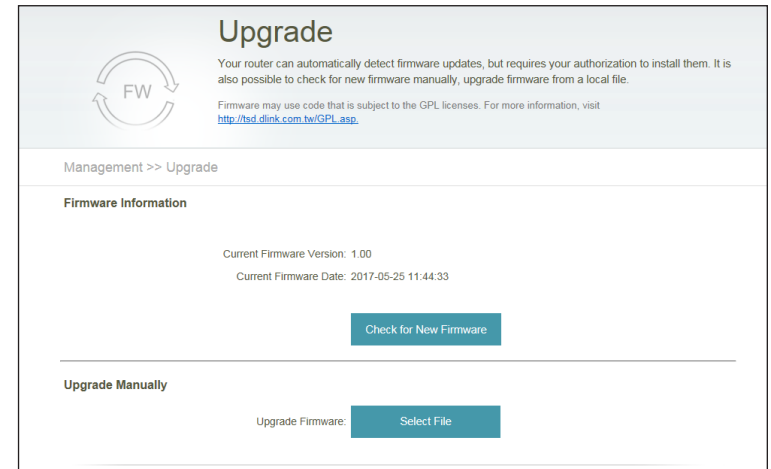 Upgrade
Your router can automatically detect firmware updates, but requires your authorization to install them. It is
also possible to check for new firmware manually, upgrade firmware from a local file.
FW
Firmware may use code that is subject to the GPL licenses. For more information, visit
http://tsd.dlink.com.tw/GPL.asp.
Management >> Upgrade
Firmware Information
Current Firmware Version: 1.00
Current Firmware Date: 2017-05-25 11:44:33
Check for New Firmware
Upgrade Manually
Upgrade Firmware: Select File